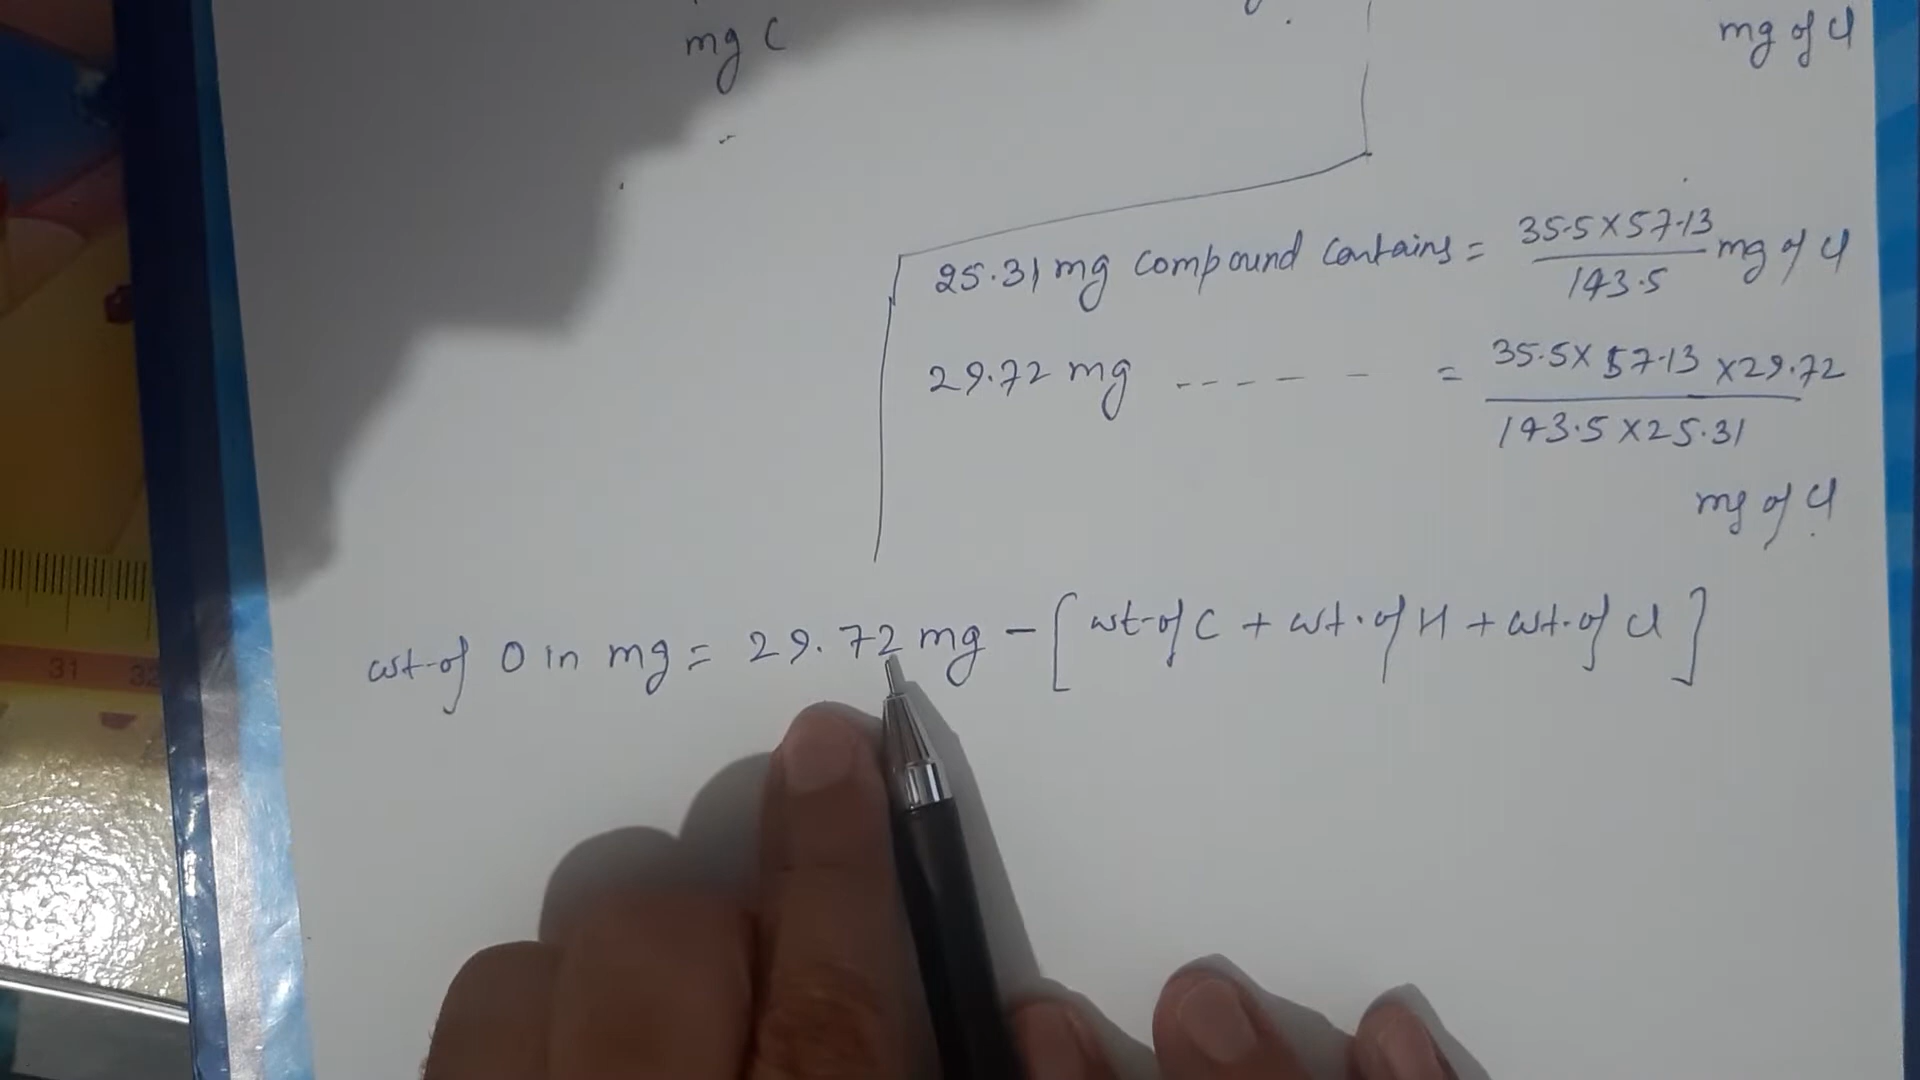 mg C
mg of Cl
25.31 mg compound contains = 35.5 X 57.13 / 143.5 mg of Cl
29.72 mg ----- = 35.5 X 57.13 X 29.72 / 143.5 X 25.31
mg of Cl
wt. of O in mg = 29.72 mg - [wt. of C + wt. of H + wt. of Cl]
31 32